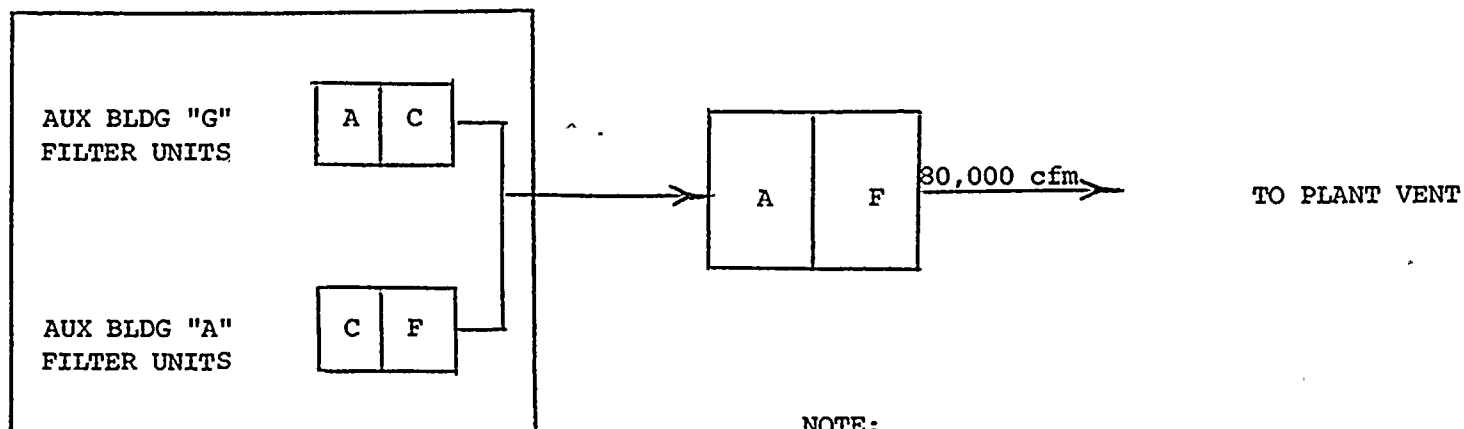 AUX BLDG "G"
FILTER UNITS
A C
A F
80,000 cfm
TO PLANT VENT
AUX BLDG "A"
FILTER UNITS
C F
NOTE: